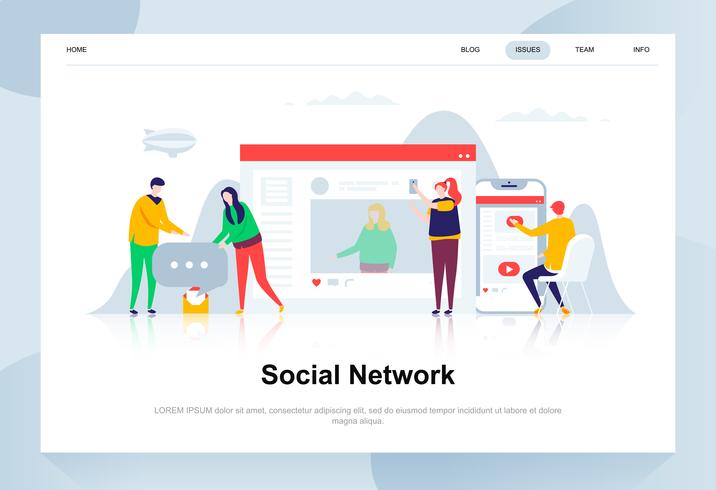 HOME BLOG ISSUES TEAM INFO
Social Network
LOREM IPSUM dolor sit amet, consectetur adipiscing elit, sed do eiusmod tempor incididunt ut labore et dolore
magna aliqua.